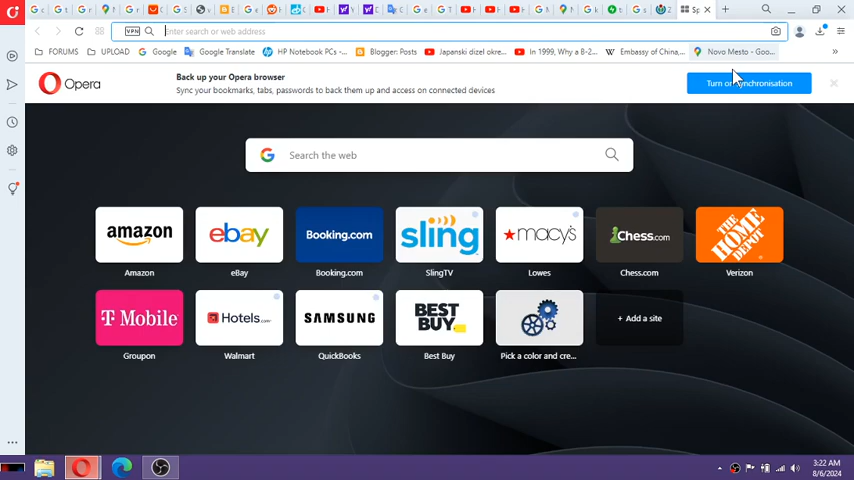 Sp
VPN
Enter search or web address
FORUMS
UPLOAD
Google
Google Translate
HP Notebook PCs -...
Blogger: Posts
Japanski dizel okre...
In 1999, Why a B-2...
Embassy of China,...
Novo Mesto - Goo...
Opera
Back up your Opera browser
Sync your bookmarks, tabs, passwords to back them up and access on connected devices
Turn on synchronisation
Search the web
amazon
ebay
Booking.com
sling
macy's
Chess.com
THE HOME DEPOT
Amazon
eBay
Booking.com
SlingTV
Lowes
Chess.com
Verizon
T Mobile
Hotels.com
SAMSUNG
BEST BUY
+ Add a site
Groupon
Walmart
QuickBooks
Best Buy
Pick a color and cre...
3:22 AM
8/6/2024